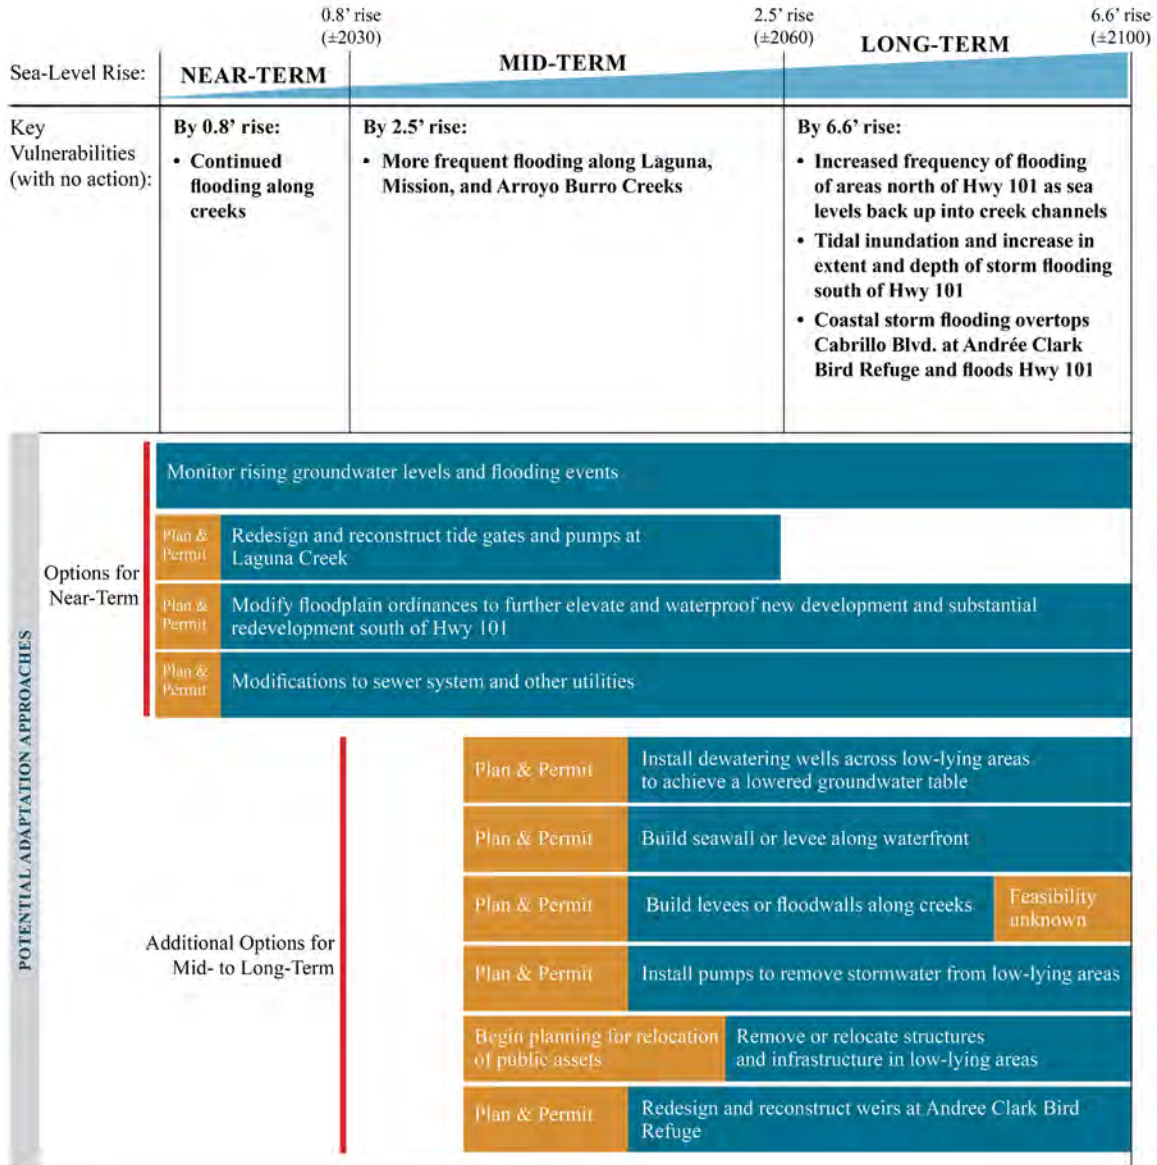 0.8’ rise
(±2030)
2.5’ rise
(±2060)
6.6’ rise
(±2100)
Sea-Level Rise:
NEAR-TERM
MID-TERM
LONG-TERM
Key
Vulnerabilities
(with no action):
By 0.8’ rise:
• Continued
flooding along
creeks
By 2.5’ rise:
• More frequent flooding along Laguna,
Mission, and Arroyo Burro Creeks
By 6.6’ rise:
• Increased frequency of flooding
of areas north of Hwy 101 as sea
levels back up into creek channels
• Tidal inundation and increase in
extent and depth of storm flooding
south of Hwy 101
• Coastal storm flooding overtops
Cabrillo Blvd. at Andrée Clark
Bird Refuge and floods Hwy 101
POTENTIAL ADAPTATION APPROACHES
Options for
Near-Term
Monitor rising groundwater levels and flooding events
Plan &
Permit
Redesign and reconstruct tide gates and pumps at
Laguna Creek
Plan &
Permit
Modify floodplain ordinances to further elevate and waterproof new development and substantial
redevelopment south of Hwy 101
Plan &
Permit
Modifications to sewer system and other utilities
Additional Options for
Mid- to Long-Term
Plan & Permit
Install dewatering wells across low-lying areas
to achieve a lowered groundwater table
Plan & Permit
Build seawall or levee along waterfront
Plan & Permit
Build levees or floodwalls along creeks
Feasibility
unknown
Plan & Permit
Install pumps to remove stormwater from low-lying areas
Begin planning for relocation
of public assets
Remove or relocate structures
and infrastructure in low-lying areas
Plan & Permit
Redesign and reconstruct weirs at Andree Clark Bird
Refuge